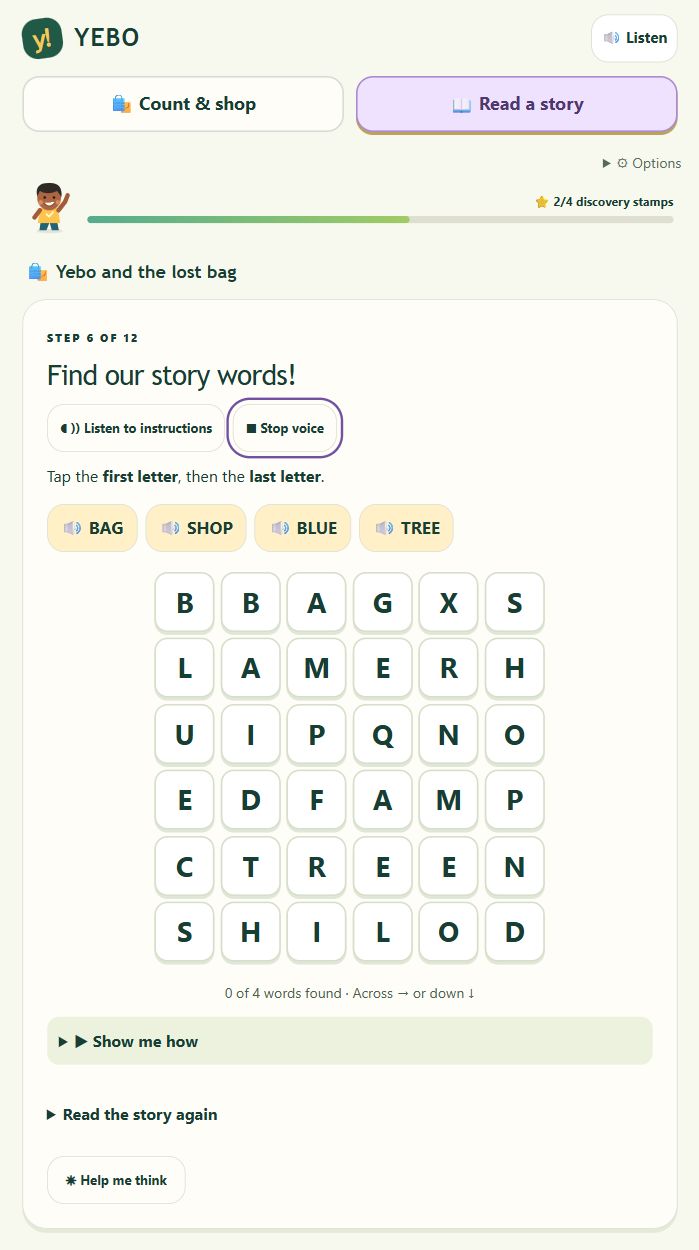 y! YEBO
🔊 Listen
🛍️ Count & shop
📖 Read a story
▶ ⚙ Options
⭐ 2/4 discovery stamps
🛍️ Yebo and the lost bag
STEP 6 OF 12
Find our story words!
Listen to instructions
■ Stop voice
Tap the first letter, then the last letter.
🔊 BAG 🔊 SHOP 🔊 BLUE 🔊 TREE
B B A G X S
L A M E R H
U I P Q N O
E D F A M P
C T R E E N
S H I L O D
0 of 4 words found · Across → or down ↓
▶ ▶ Show me how
▶ Read the story again
✷ Help me think